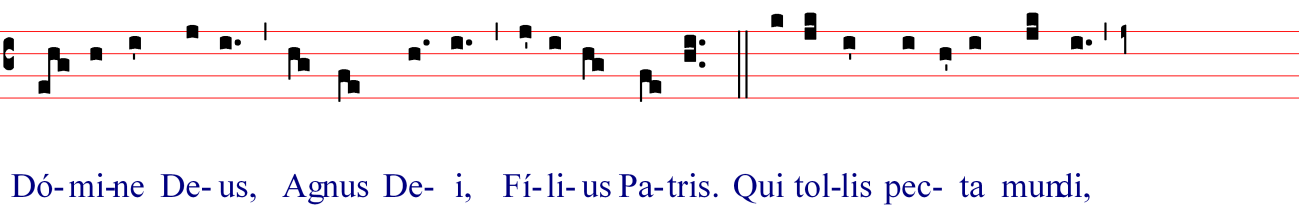 Dó- mi-ne De- us, Agnus De- i, Fí- li- us Pa- tris. Qui tol-lis pec- ta mundi,